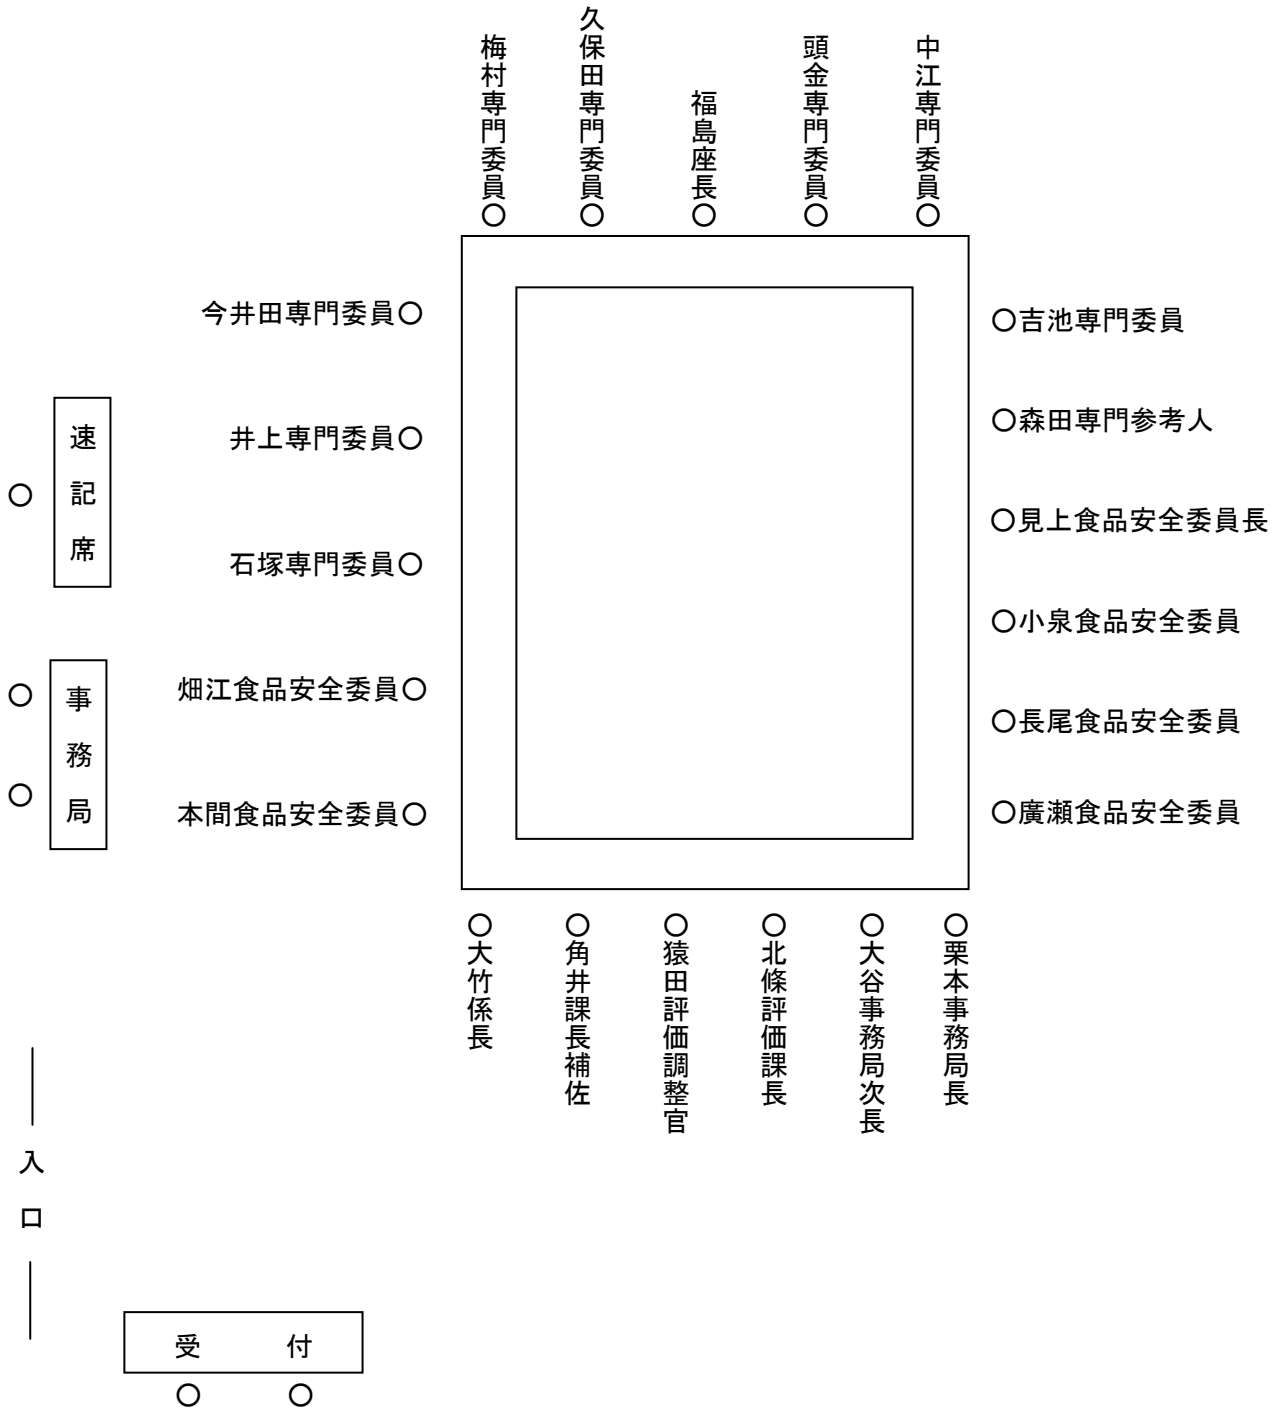 梅村専門委員○
久保田専門委員○
福島座長○
頭金専門委員○
中江専門委員○
今井田専門委員○
井上専門委員○
石塚専門委員○
畑江食品安全委員○
本間食品安全委員○
○吉池専門委員
○森田専門参考人
○見上食品安全委員長
○小泉食品安全委員
○長尾食品安全委員
○廣瀬食品安全委員
速記席
○
事務局
○
○
○大竹係長
○角井課長補佐
○猿田評価調整官
○北條評価課長
○大谷事務局次長
○栗本事務局長
入口
受付
○ ○